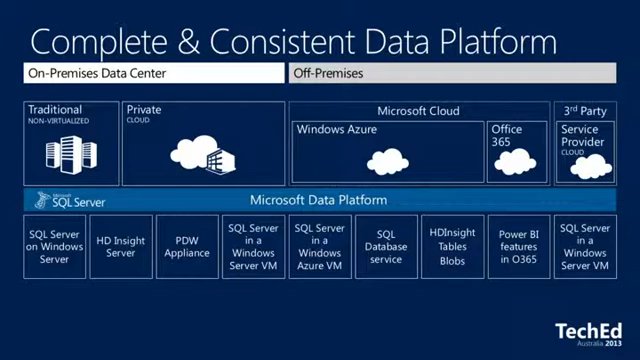 Complete & Consistent Data Platform
On-Premises Data Center
Off-Premises
Traditional
NON-VIRTUALIZED
Private
CLOUD
Microsoft Cloud
Windows Azure
Office
365
3rd Party
Service
Provider
CLOUD
Microsoft
SQL Server
Microsoft Data Platform
SQL Server
on Windows
Server
HD Insight
Server
PDW
Appliance
SQL Server
in a
Windows
Server VM
SQL Server
in a
Windows
Azure VM
SQL
Database
service
HDInsight
Tables
Blobs
Power BI
features
in O365
SQL Server
in a
Windows
Server VM
TechEd
Australia 2013